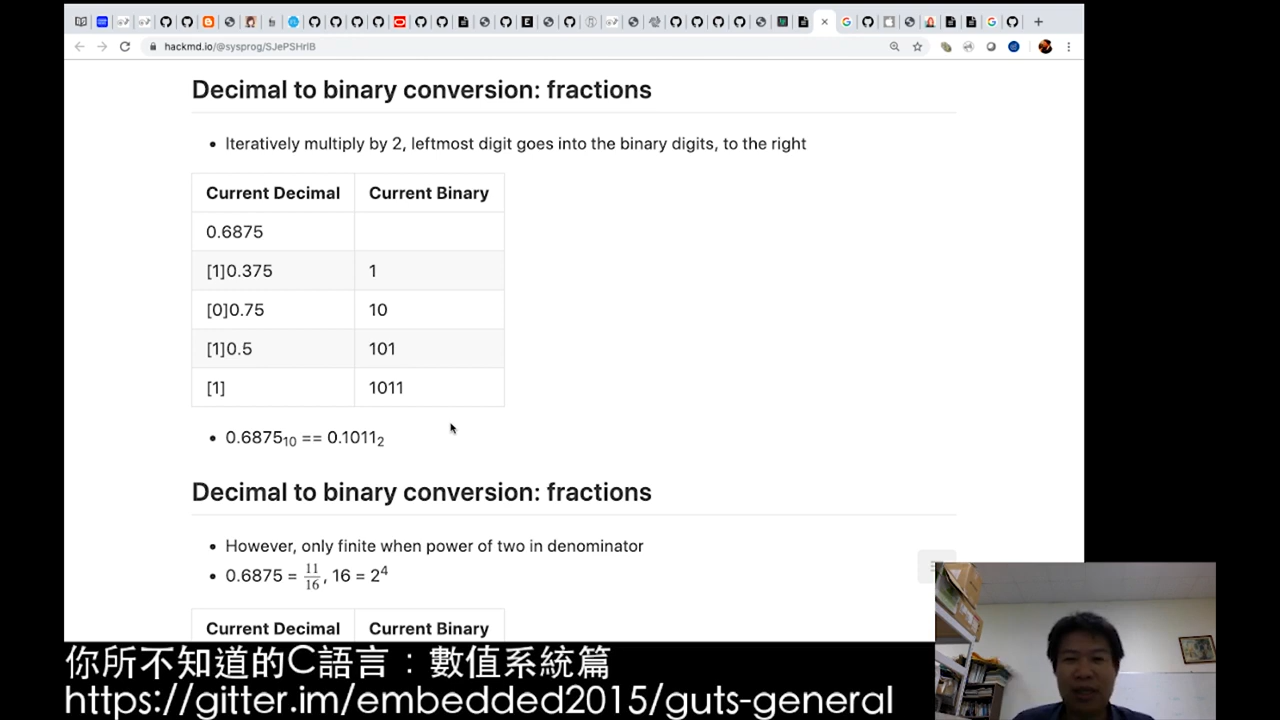 hackmd.io/@sysprog/SJePSHrlB
Decimal to binary conversion: fractions
• Iteratively multiply by 2, leftmost digit goes into the binary digits, to the right
Current Decimal Current Binary
0.6875
[1]0.375 1
[0]0.75 10
[1]0.5 101
[1] 1011
• 0.6875₁₀ == 0.1011₂
Decimal to binary conversion: fractions
• However, only finite when power of two in denominator
• 0.6875 = 11/16, 16 = 2⁴
Current Decimal Current Binary
你所不知道的C語言：數值系統篇
https://gitter.im/embedded2015/guts-general